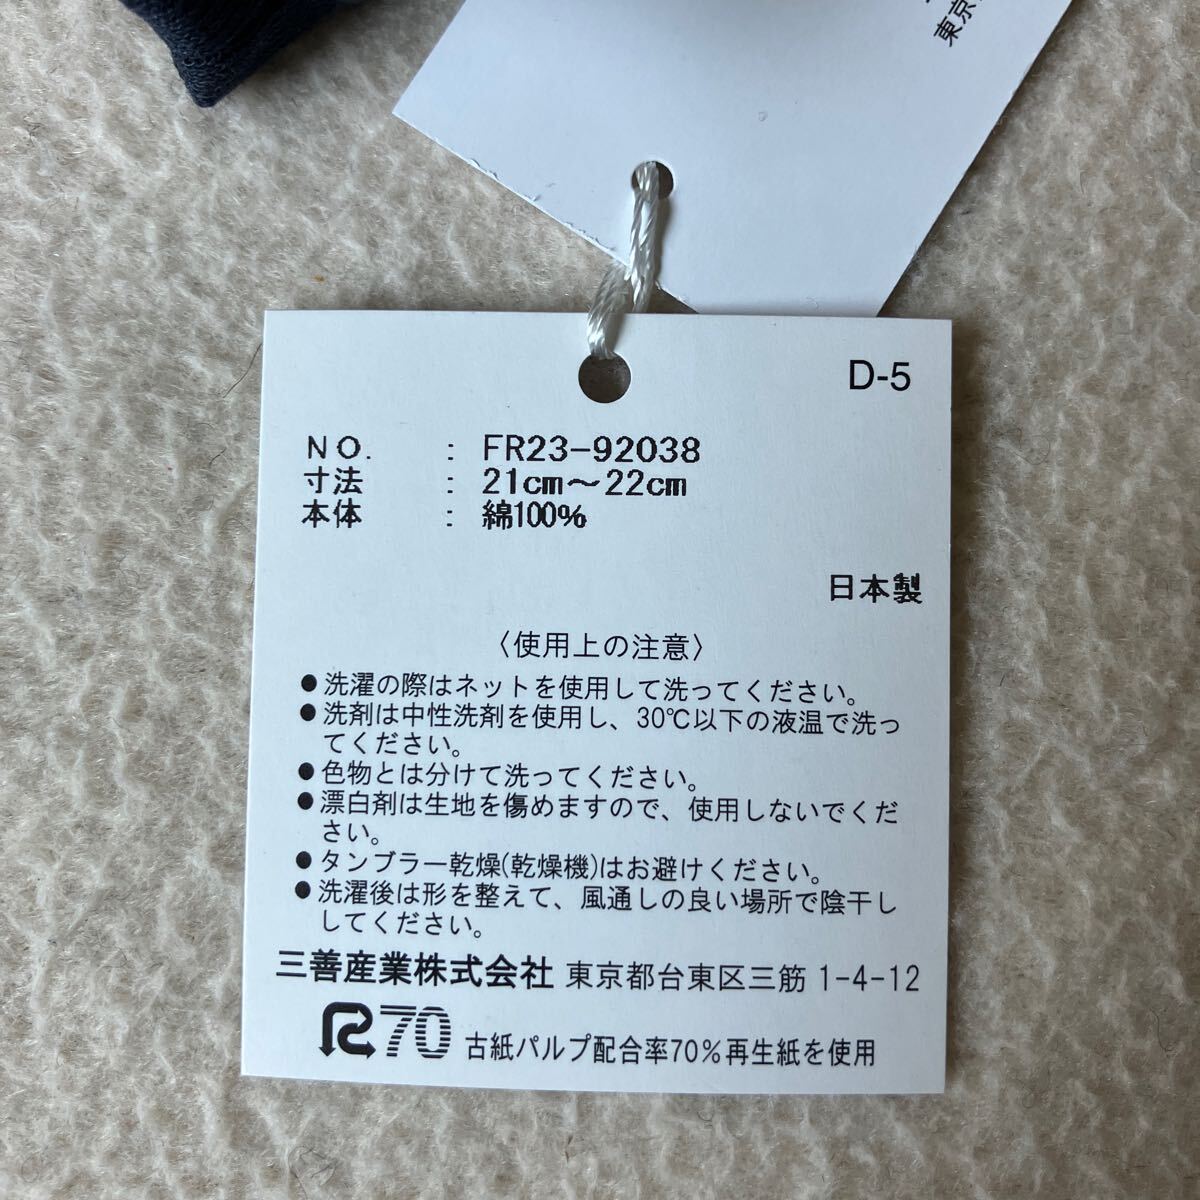 東京
D-5
NO. : FR23-92038
寸法 : 21cm～22cm
本体 : 綿100%
日本製
〈使用上の注意〉
●洗濯の際はネットを使用して洗ってください。
●洗剤は中性洗剤を使用し、30℃以下の液温で洗っ
てください。
●色物とは分けて洗ってください。
●漂白剤は生地を傷めますので、使用しないでくだ
さい。
●タンブラー乾燥(乾燥機)はお避けください。
●洗濯後は形を整えて、風通しの良い場所で陰干し
してください。
三善産業株式会社 東京都台東区三筋 1-4-12
R70 古紙パルプ配合率70%再生紙を使用